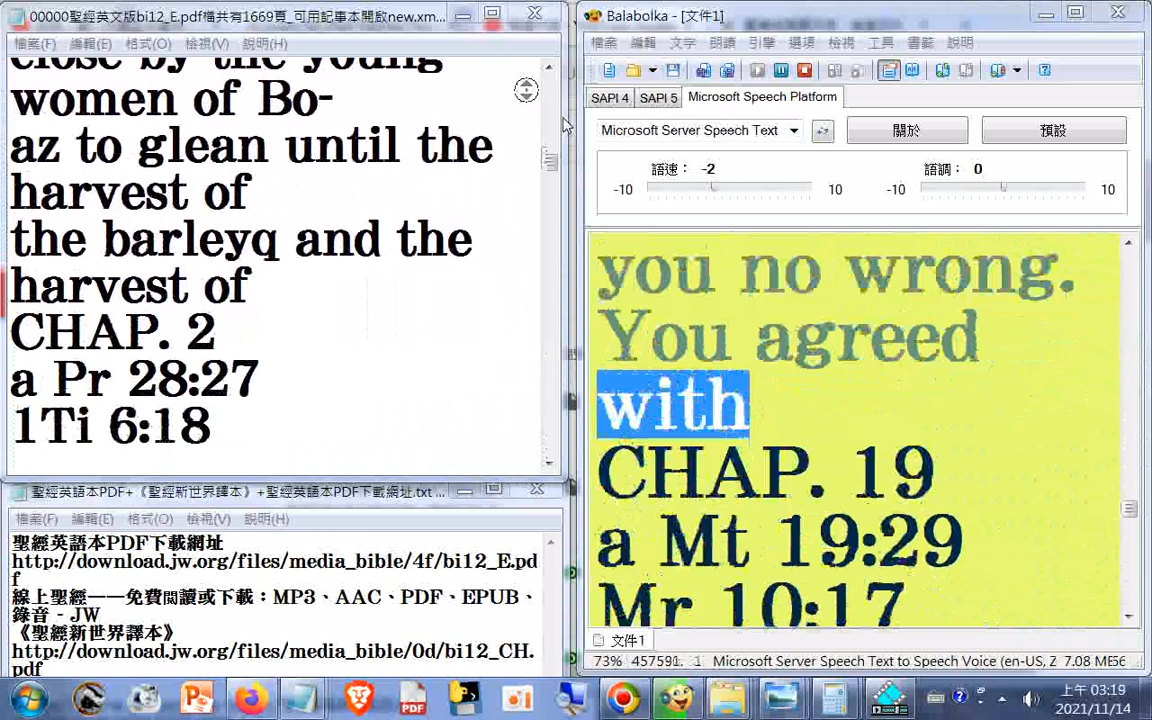 00000聖經英文版bi12_E.pdf檔共有1669頁_可用記事本開啟new.xm...
檔案(F) 編輯(E) 格式(O) 檢視(V) 說明(H)
close by the young
women of Bo-
az to glean until the
harvest of
the barleyq and the
harvest of
CHAP. 2
a Pr 28:27
1Ti 6:18
聖經英語本PDF+《聖經新世界譯本》+聖經英語本PDF下載網址.txt ...
檔案(F) 編輯(E) 格式(O) 檢視(V) 說明(H)
聖經英語本PDF下載網址
http://download.jw.org/files/media_bible/4f/bi12_E.pd
f
線上聖經——免費閱讀或下載：MP3、AAC、PDF、EPUB、
錄音 - JW
《聖經新世界譯本》
http://download.jw.org/files/media_bible/0d/bi12_CH.
pdf
Balabolka - [文件1]
檔案 編輯 文字 朗讀 引擎 選項 檢視 工具 書籤 說明
SAPI 4 SAPI 5 Microsoft Speech Platform
Microsoft Server Speech Text 關於 預設
語速： -2 語調： 0
-10 10 -10 10
you no wrong.
You agreed
with
CHAP. 19
a Mt 19:29
Mr 10:17
文件1
73% 457591. 1 Microsoft Server Speech Text to Speech Voice (en-US, Z 7.08 ME56
上午 03:19
2021/11/14